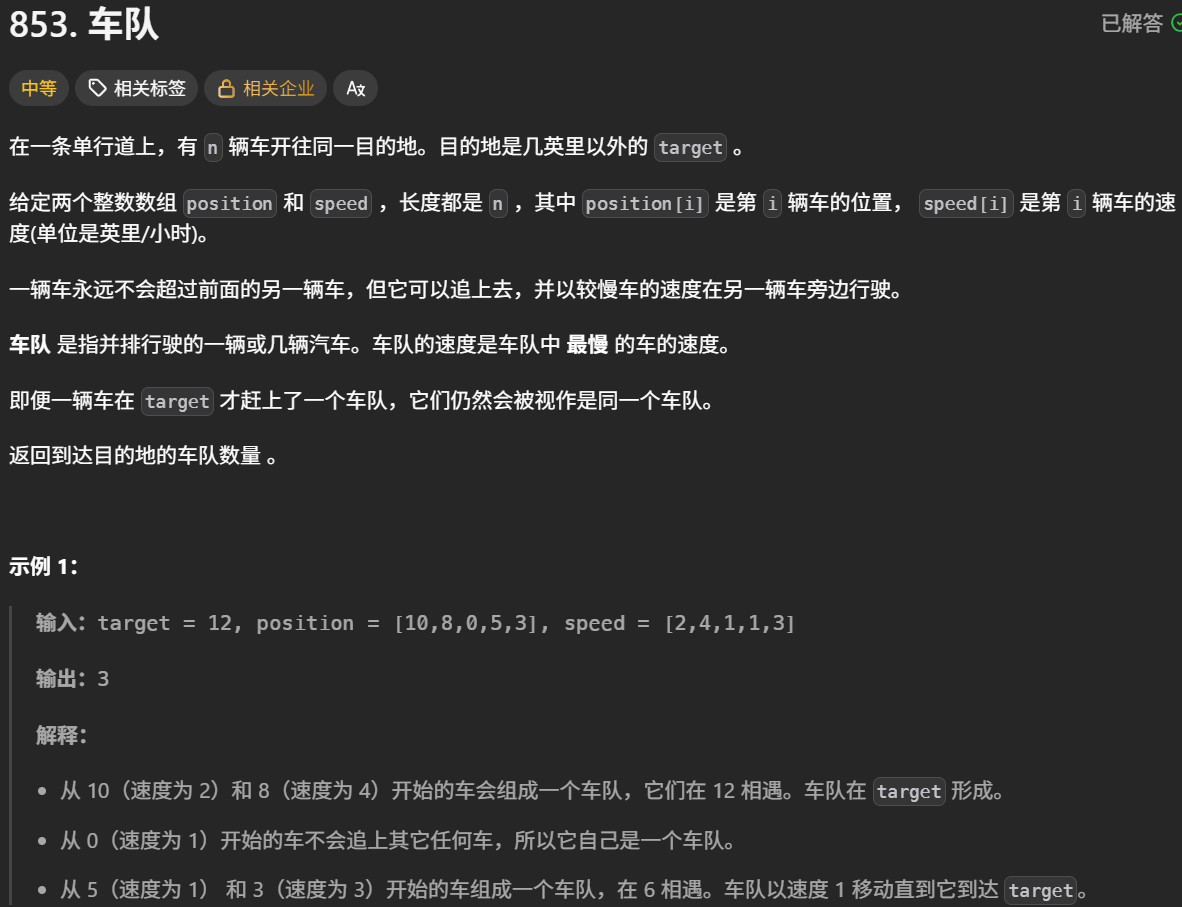 853. 车队
已解答
中等
相关标签
相关企业
在一条单行道上，有 n 辆车开往同一目的地。目的地是几英里以外的 target 。
给定两个整数数组 position 和 speed ，长度都是 n ，其中 position[i] 是第 i 辆车的位置， speed[i] 是第 i 辆车的速
度(单位是英里/小时)。
一辆车永远不会超过前面的另一辆车，但它可以追上去，并以较慢车的速度在另一辆车旁边行驶。
车队 是指并排行驶的一辆或几辆汽车。车队的速度是车队中 最慢 的车的速度。
即便一辆车在 target 才赶上了一个车队，它们仍然会被视作是同一个车队。
返回到达目的地的车队数量 。
示例 1：
输入：target = 12, position = [10,8,0,5,3], speed = [2,4,1,1,3]
输出：3
解释：
• 从 10（速度为 2）和 8（速度为 4）开始的车会组成一个车队，它们在 12 相遇。车队在 target 形成。
• 从 0（速度为 1）开始的车不会追上其它任何车，所以它自己是一个车队。
• 从 5（速度为 1） 和 3（速度为 3）开始的车组成一个车队，在 6 相遇。车队以速度 1 移动直到它到达 target。